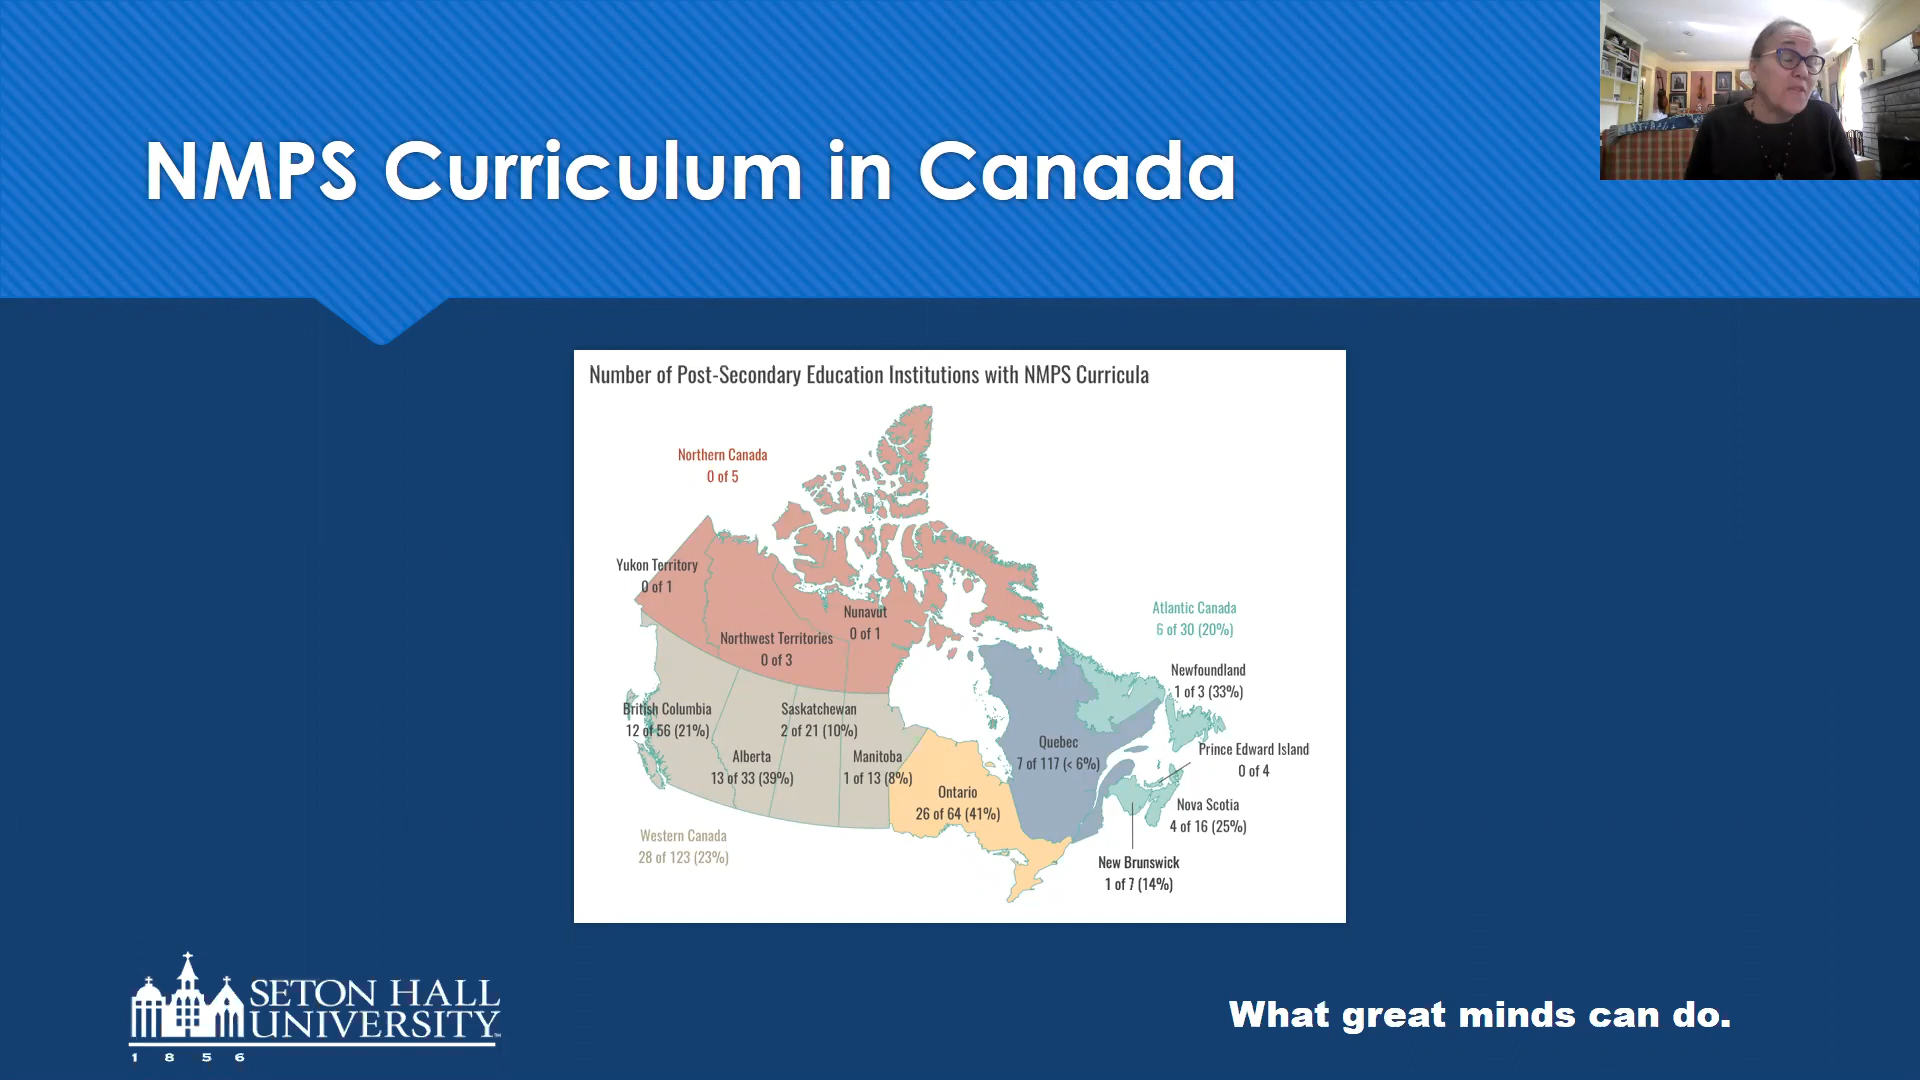 NMPS Curriculum in Canada
Number of Post-Secondary Education Institutions with NMPS Curricula
Northern Canada
0 of 5
Yukon Territory
0 of 1
Nunavut
0 of 1
Northwest Territories
0 of 3
Atlantic Canada
6 of 30 (20%)
Newfoundland
1 of 3 (33%)
British Columbia
12 of 56 (21%)
Saskatchewan
2 of 21 (10%)
Alberta
13 of 33 (39%)
Manitoba
1 of 13 (8%)
Quebec
7 of 117 (< 6%)
Prince Edward Island
0 of 4
Ontario
26 of 64 (41%)
Nova Scotia
4 of 16 (25%)
Western Canada
28 of 123 (23%)
New Brunswick
1 of 7 (14%)
SETON HALL
UNIVERSITY
1 8 5 6
What great minds can do.